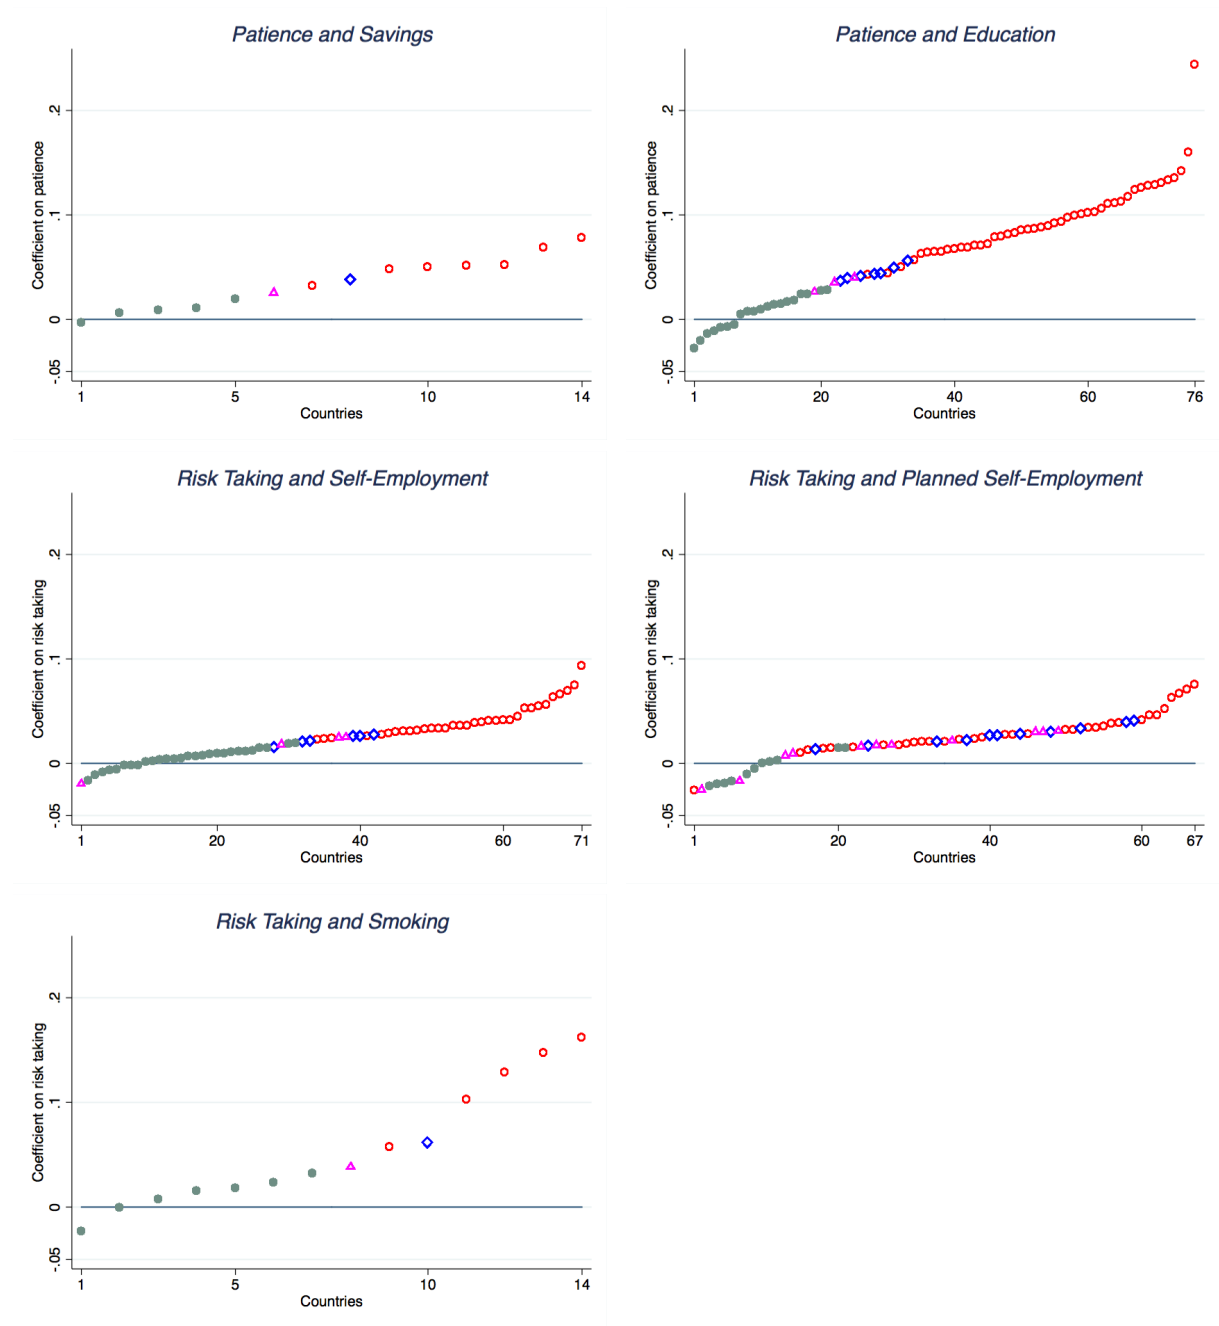 Patience and Savings
Coefficient on patience
.2
.1
0
-.05
1
5
10
14
Countries
Patience and Education
Coefficient on patience
.2
.1
0
-.05
1
20
40
60
76
Countries
Risk Taking and Self-Employment
Coefficient on risk taking
.2
.1
0
-.05
1
20
40
60
71
Countries
Risk Taking and Planned Self-Employment
Coefficient on risk taking
.2
.1
0
-.05
1
20
40
60
67
Countries
Risk Taking and Smoking
Coefficient on risk taking
.2
.1
0
-.05
1
5
10
14
Countries